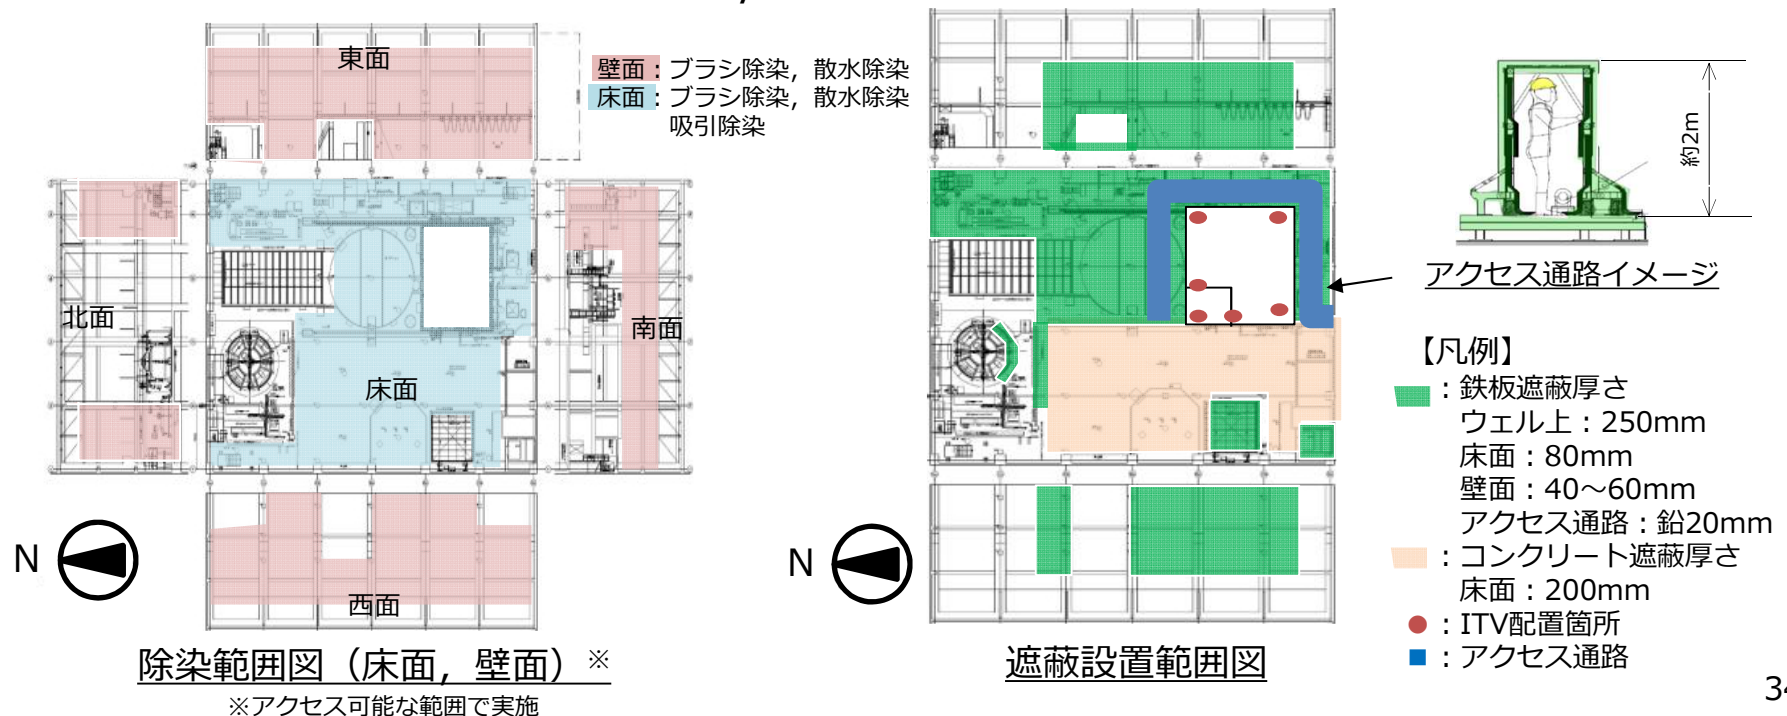 東面
壁面：ブラシ除染，散水除染
床面：ブラシ除染，散水除染
吸引除染
北面
南面
床面
西面
N
除染範囲図（床面，壁面）※
※アクセス可能な範囲で実施
N
遮蔽設置範囲図
約2m
アクセス通路イメージ
【凡例】
：鉄板遮蔽厚さ
ウェル上：250mm
床面：80mm
壁面：40～60mm
アクセス通路：鉛20mm
：コンクリート遮蔽厚さ
床面：200mm
：ITV配置箇所
：アクセス通路